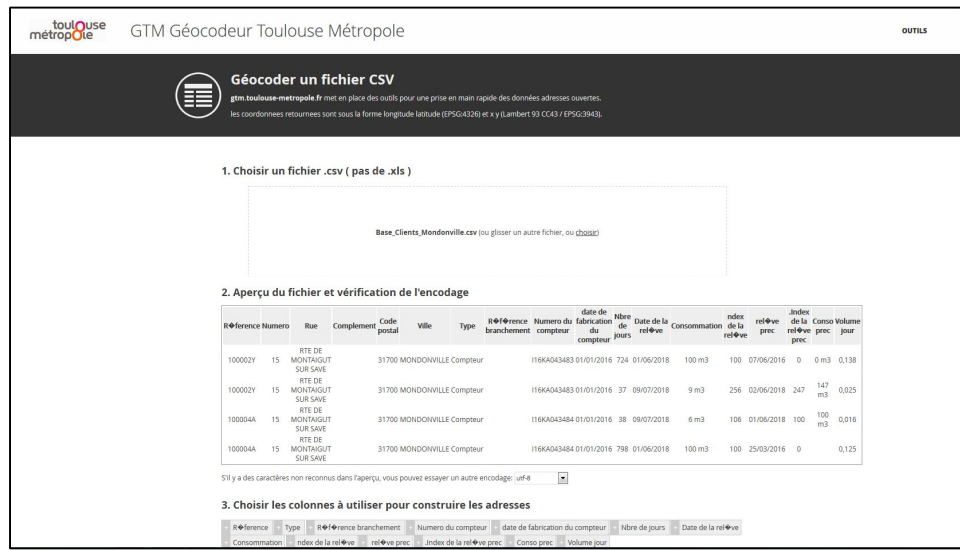 toulouse
métropole
GTM Géocodeur Toulouse Métropole
OUTILS
Géocoder un fichier CSV
gtm.toulouse-metropole.fr met en place des outils pour une prise en main rapide des données adresses ouvertes.
les coordonnees retournees sont sous la forme longitude latitude (EPSG:4326) et x y (Lambert 93 CC43 / EPSG:3943).
1. Choisir un fichier .csv ( pas de .xls )
Base_Clients_Mondonville.csv (ou glisser un autre fichier, ou choisir)
2. Aperçu du fichier et vérification de l'encodage
R�ference Numero Rue Complement Code postal Ville Type R�f�rence branchement Numero du compteur date de fabrication du compteur Nbre de jours Date de la rel�ve Consommation ndex de la rel�ve rel�ve prec .Index de la rel�ve prec Conso prec Volume jour
100002Y 15 RTE DE MONTAIGUT SUR SAVE 31700 MONDONVILLE Compteur I16KA043483 01/01/2016 724 01/06/2018 100 m3 100 07/06/2016 0 0 m3 0,138
100002Y 15 RTE DE MONTAIGUT SUR SAVE 31700 MONDONVILLE Compteur I16KA043483 01/01/2016 37 09/07/2018 9 m3 256 02/06/2018 247 147 m3 0,025
100004A 15 RTE DE MONTAIGUT SUR SAVE 31700 MONDONVILLE Compteur I16KA043484 01/01/2016 38 09/07/2018 6 m3 106 01/06/2018 100 100 m3 0,016
100004A 15 RTE DE MONTAIGUT SUR SAVE 31700 MONDONVILLE Compteur I16KA043484 01/01/2016 798 01/06/2018 100 m3 100 25/03/2016 0 0,125
S'il y a des caractères non reconnus dans l'aperçu, vous pouvez essayer un autre encodage: utf-8
3. Choisir les colonnes à utiliser pour construire les adresses
R�ference Type R�f�rence branchement Numero du compteur date de fabrication du compteur Nbre de jours Date de la rel�ve
Consommation ndex de la rel�ve rel�ve prec .Index de la rel�ve prec Conso prec Volume jour